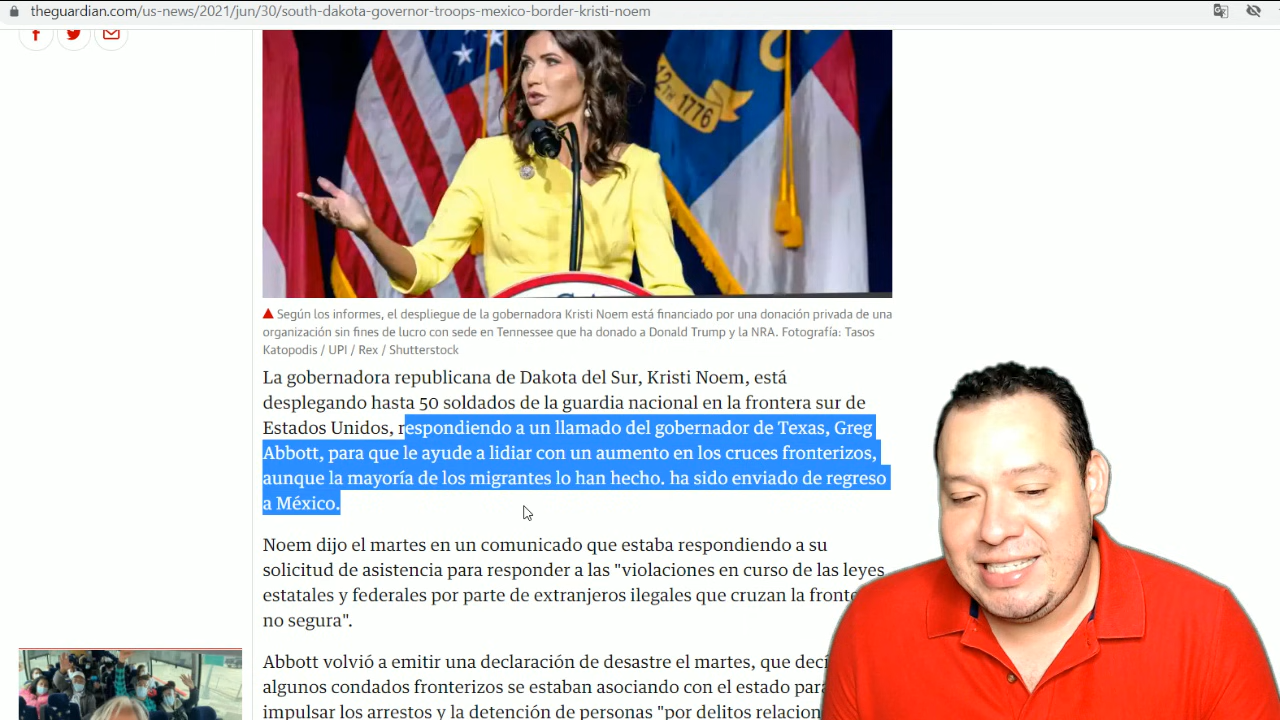 theguardian.com/us-news/2021/jun/30/south-dakota-governor-troops-mexico-border-kristi-noem
12TH 1776
Según los informes, el despliegue de la gobernadora Kristi Noem está financiado por una donación privada de una
organización sin fines de lucro con sede en Tennessee que ha donado a Donald Trump y la NRA. Fotografía: Tasos
Katopodis / UPI / Rex / Shutterstock
La gobernadora republicana de Dakota del Sur, Kristi Noem, está
desplegando hasta 50 soldados de la guardia nacional en la frontera sur de
Estados Unidos, respondiendo a un llamado del gobernador de Texas, Greg
Abbott, para que le ayude a lidiar con un aumento en los cruces fronterizos,
aunque la mayoría de los migrantes lo han hecho. ha sido enviado de regreso
a México.
Noem dijo el martes en un comunicado que estaba respondiendo a su
solicitud de asistencia para responder a las "violaciones en curso de las leyes
estatales y federales por parte de extranjeros ilegales que cruzan la fronte
no segura".
Abbott volvió a emitir una declaración de desastre el martes, que decí
algunos condados fronterizos se estaban asociando con el estado para
impulsar los arrestos y la detención de personas "por delitos relacion